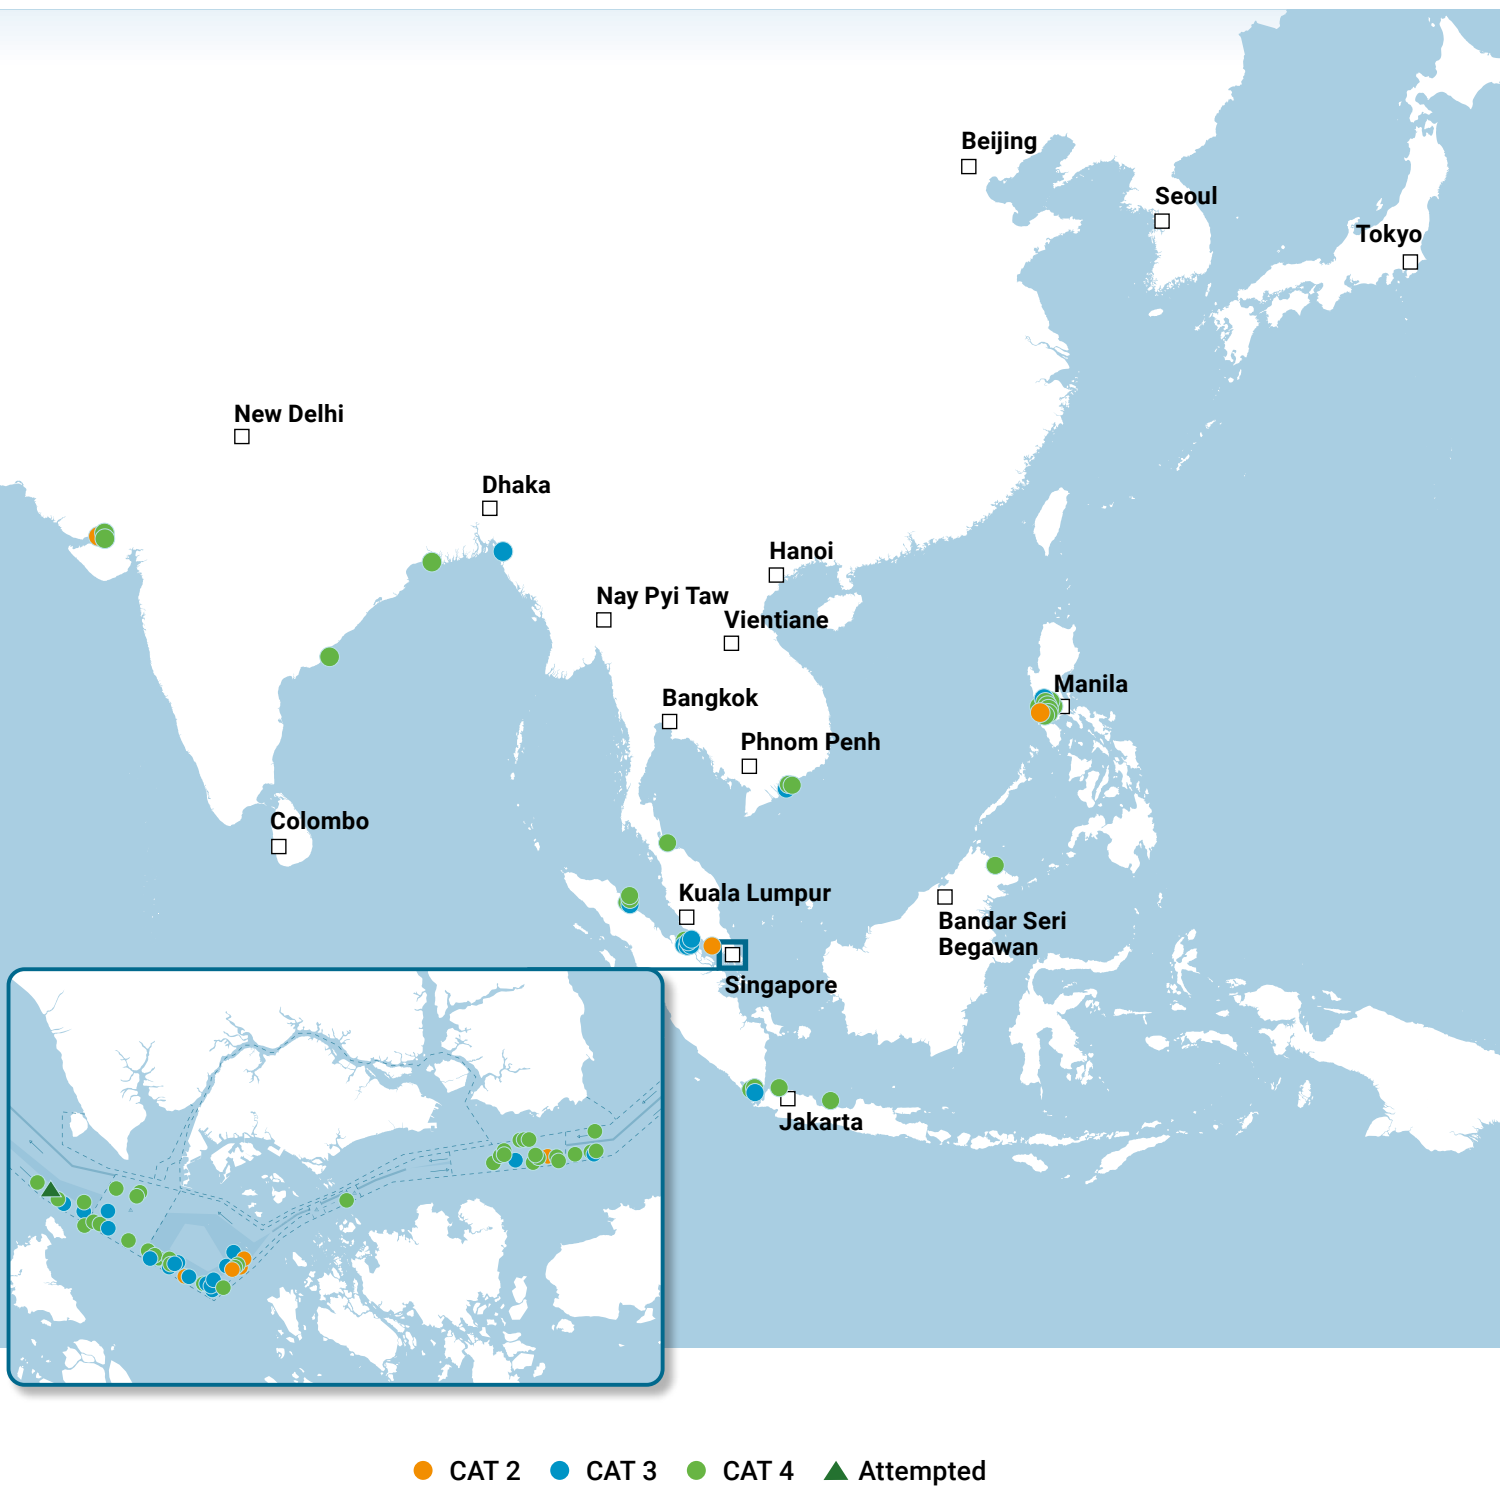 Beijing
Seoul
Tokyo
New Delhi
Dhaka
Hanoi
Nay Pyi Taw
Vientiane
Manila
Bangkok
Phnom Penh
Colombo
Kuala Lumpur
Bandar Seri
Begawan
Singapore
Jakarta
CAT 2
CAT 3
CAT 4
Attempted